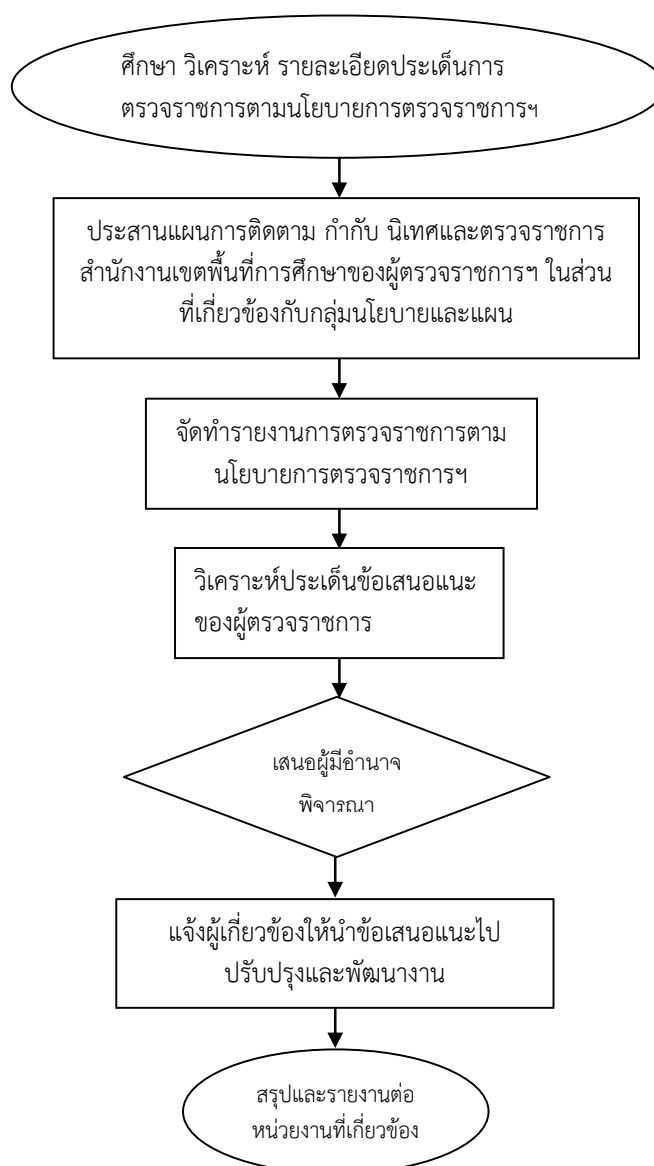 ศึกษา วิเคราะห์ รายละเอียดประเด็นการ
ตรวจราชการตามนโยบายการตรวจราชการฯ
ประสานแผนการติดตาม กำกับ นิเทศและตรวจราชการ
สำนักงานเขตพื้นที่การศึกษาของผู้ตรวจราชการฯ ในส่วน
ที่เกี่ยวข้องกับกลุ่มนโยบายและแผน
จัดทำรายงานการตรวจราชการตาม
นโยบายการตรวจราชการฯ
วิเคราะห์ประเด็นข้อเสนอแนะ
ของผู้ตรวจราชการ
เสนอผู้มีอำนาจ
พิจารณา
แจ้งผู้เกี่ยวข้องให้นำข้อเสนอแนะไป
ปรับปรุงและพัฒนางาน
สรุปและรายงานต่อ
หน่วยงานที่เกี่ยวข้อง